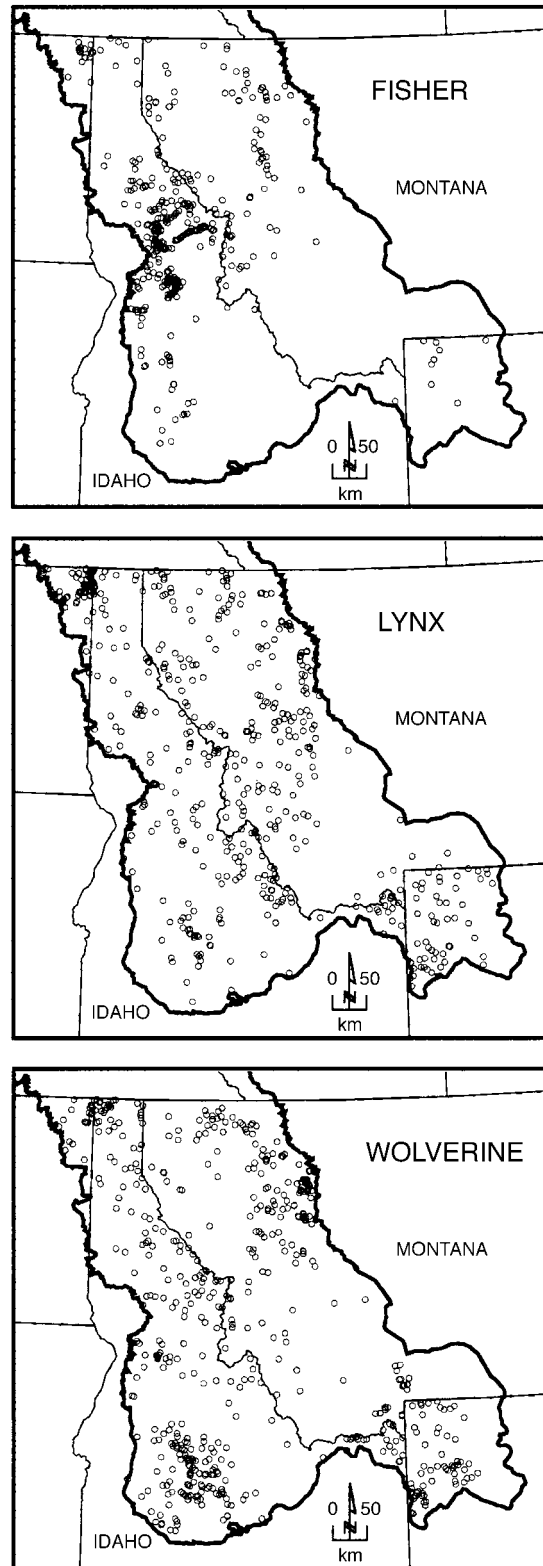 FISHER
MONTANA
IDAHO
0 50
N
km
LYNX
MONTANA
IDAHO
0 50
N
km
WOLVERINE
MONTANA
IDAHO
0 50
N
km